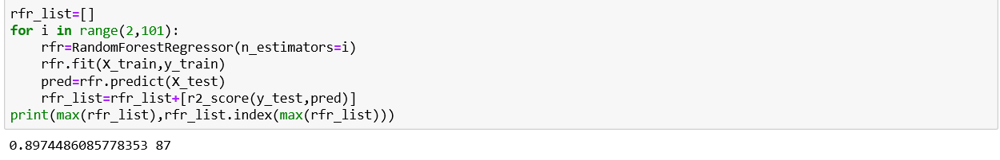 rfr_list=[]
for i in range(2,101):
    rfr=RandomForestRegressor(n_estimators=i)
    rfr.fit(X_train,y_train)
    pred=rfr.predict(X_test)
    rfr_list=rfr_list+[r2_score(y_test,pred)]
print(max(rfr_list),rfr_list.index(max(rfr_list)))
0.8974486085778353 87